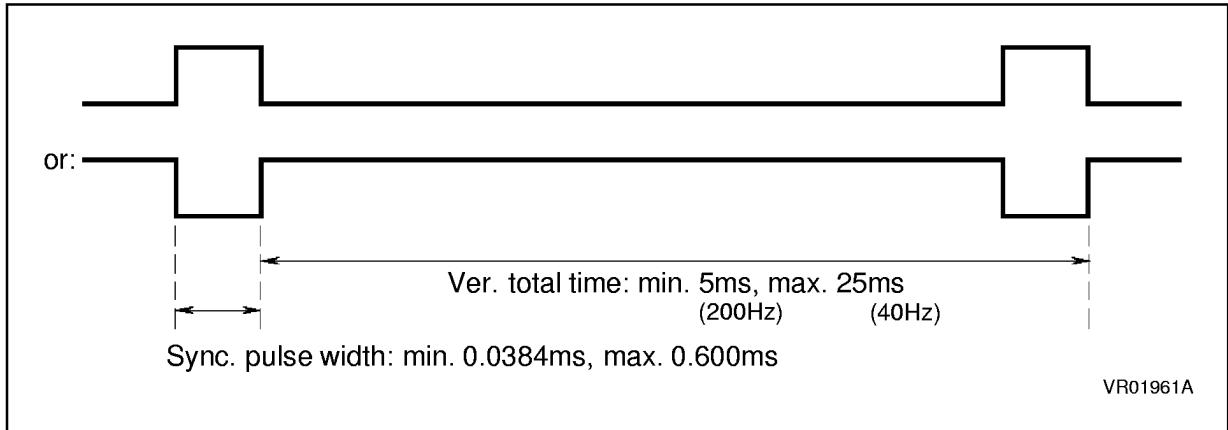 or:
Ver. total time: min. 5ms, max. 25ms
(200Hz) (40Hz)
Sync. pulse width: min. 0.0384ms, max. 0.600ms
VR01961A